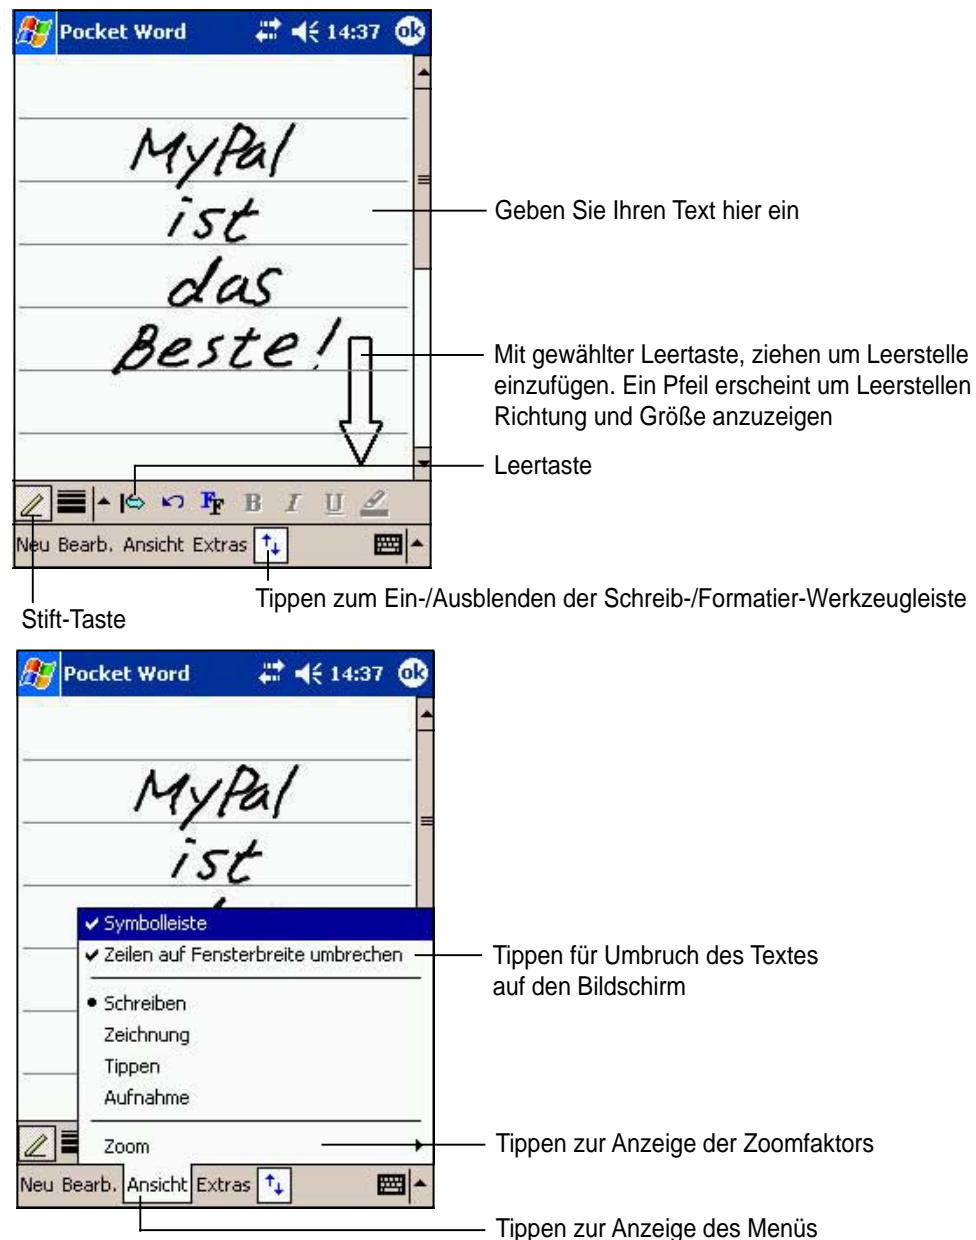 Pocket Word 14:37 ok
MyPal
ist
das
Beste!
Geben Sie Ihren Text hier ein
Mit gewählter Leertaste, ziehen um Leerstelle
einzufügen. Ein Pfeil erscheint um Leerstellen
Richtung und Größe anzuzeigen
Leertaste
FF B I U
Neu Bearb. Ansicht Extras
Tippen zum Ein-/Ausblenden der Schreib-/Formatier-Werkzeugleiste
Stift-Taste
Pocket Word 14:37 ok
MyPal
ist
Symbolleiste
Zeilen auf Fensterbreite umbrechen
Tippen für Umbruch des Textes
auf den Bildschirm
Schreiben
Zeichnung
Tippen
Aufnahme
Zoom
Tippen zur Anzeige der Zoomfaktors
Neu Bearb. Ansicht Extras
Tippen zur Anzeige des Menüs